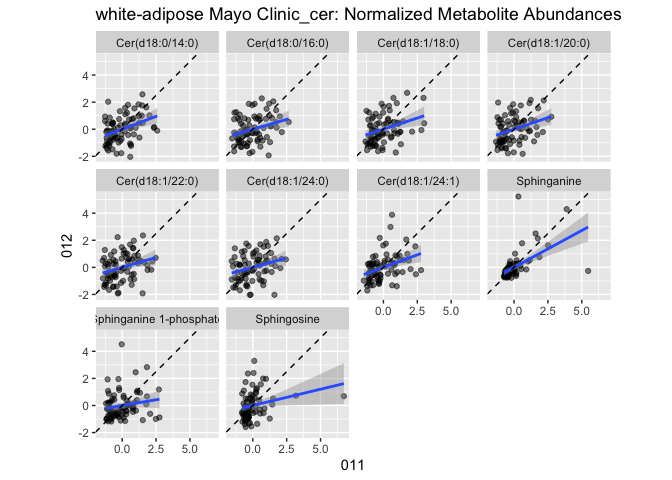 white-adipose Mayo Clinic_cer: Normalized Metabolite Abundances
Cer(d18:0/14:0)
Cer(d18:0/16:0)
Cer(d18:1/18:0)
Cer(d18:1/20:0)
4
2
0
-2
Cer(d18:1/22:0)
Cer(d18:1/24:0)
Cer(d18:1/24:1)
Sphinganine
4
2
0
-2
012
0.0
2.5
5.0
0.0
2.5
5.0
Sphinganine 1-phosphate
Sphingosine
4
2
0
-2
0.0
2.5
5.0
0.0
2.5
5.0
011